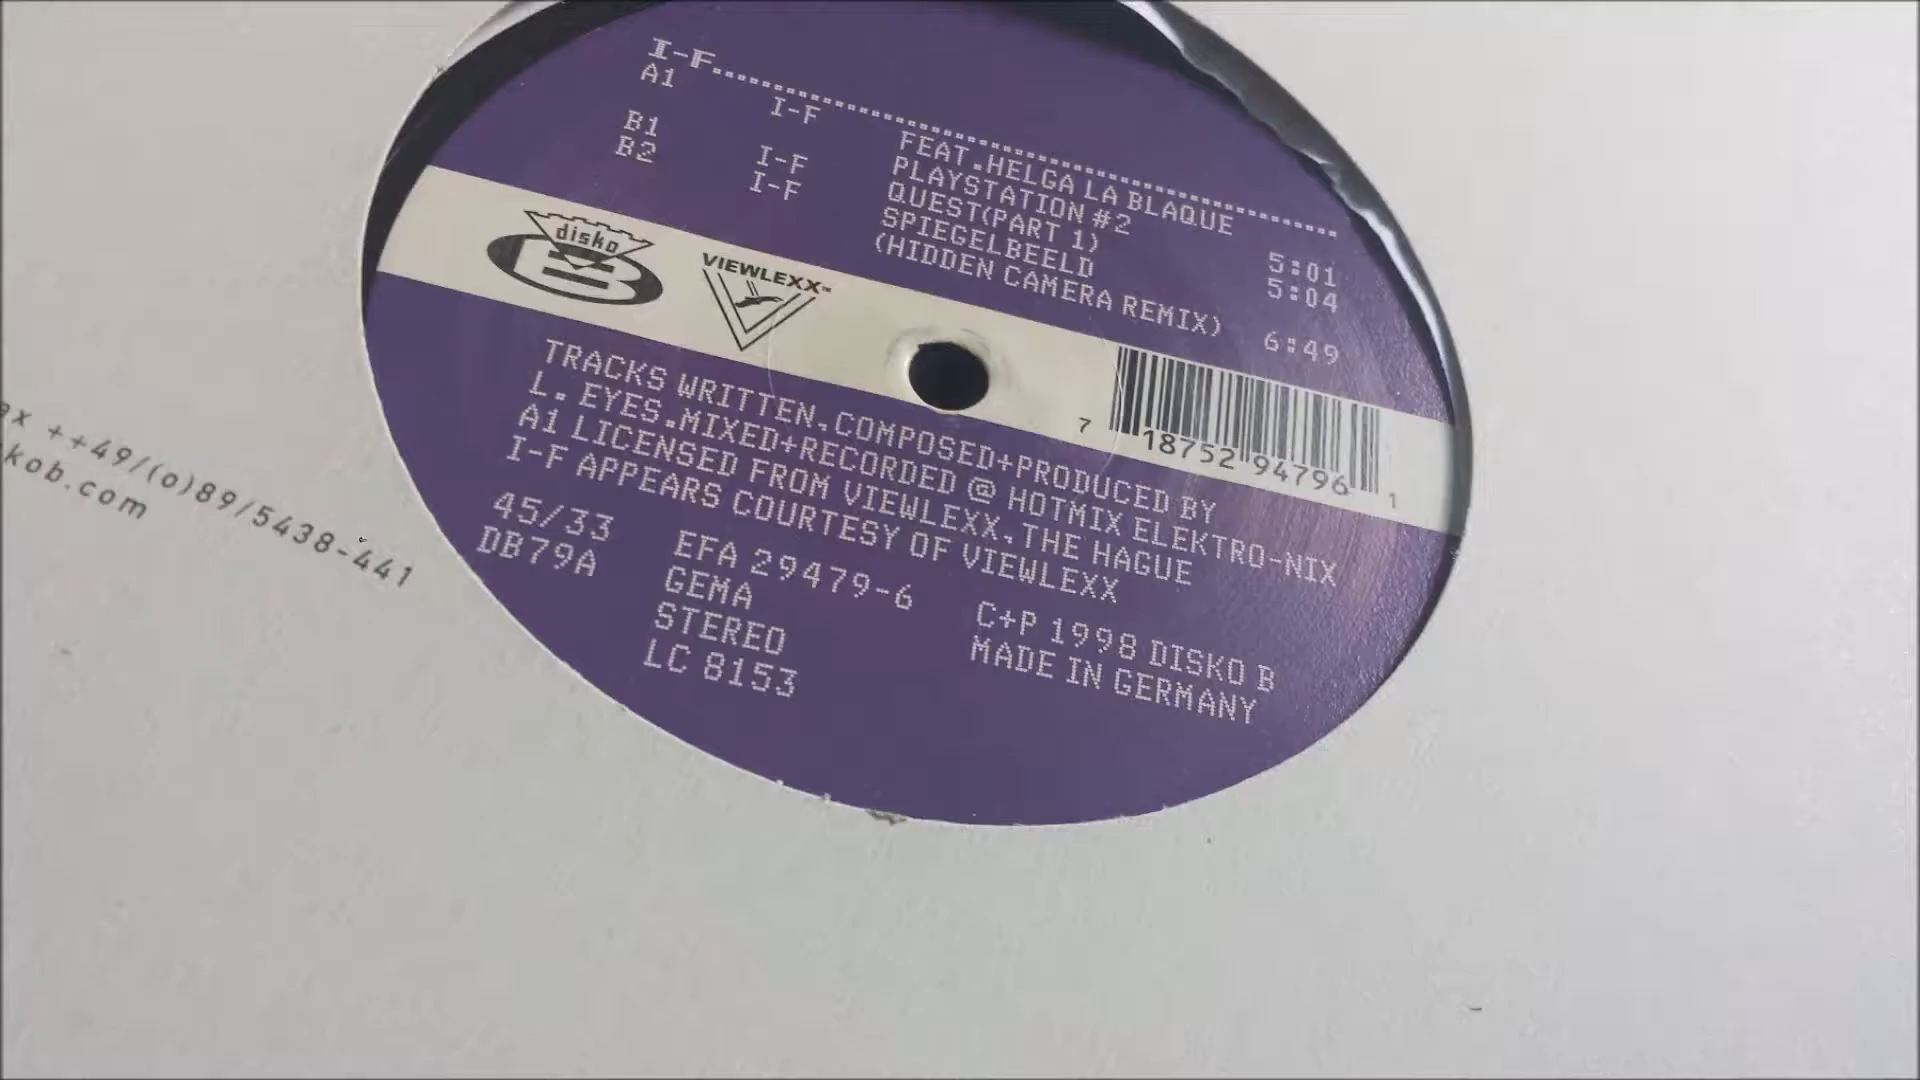 I-F
A1 I-F FEAT.HELGA LA BLAQUE
PLAYSTATION #2 5:01
B1 I-F QUEST(PART 1) 5:04
B2 I-F SPIEGELBEELD
(HIDDEN CAMERA REMIX) 6:49
disko B
VIEWLEXX™
7 18752 94796 1
TRACKS WRITTEN.COMPOSED+PRODUCED BY
L. EYES.MIXED+RECORDED @ HOTMIX ELEKTRO-NIX
A1 LICENSED FROM VIEWLEXX.THE HAGUE
I-F APPEARS COURTESY OF VIEWLEXX
45/33
DB79A
EFA 29479-6
GEMA
STEREO
LC 8153
C+P 1998 DISKO B
MADE IN GERMANY
ax ++49/(0)89/5438-441
kob.com